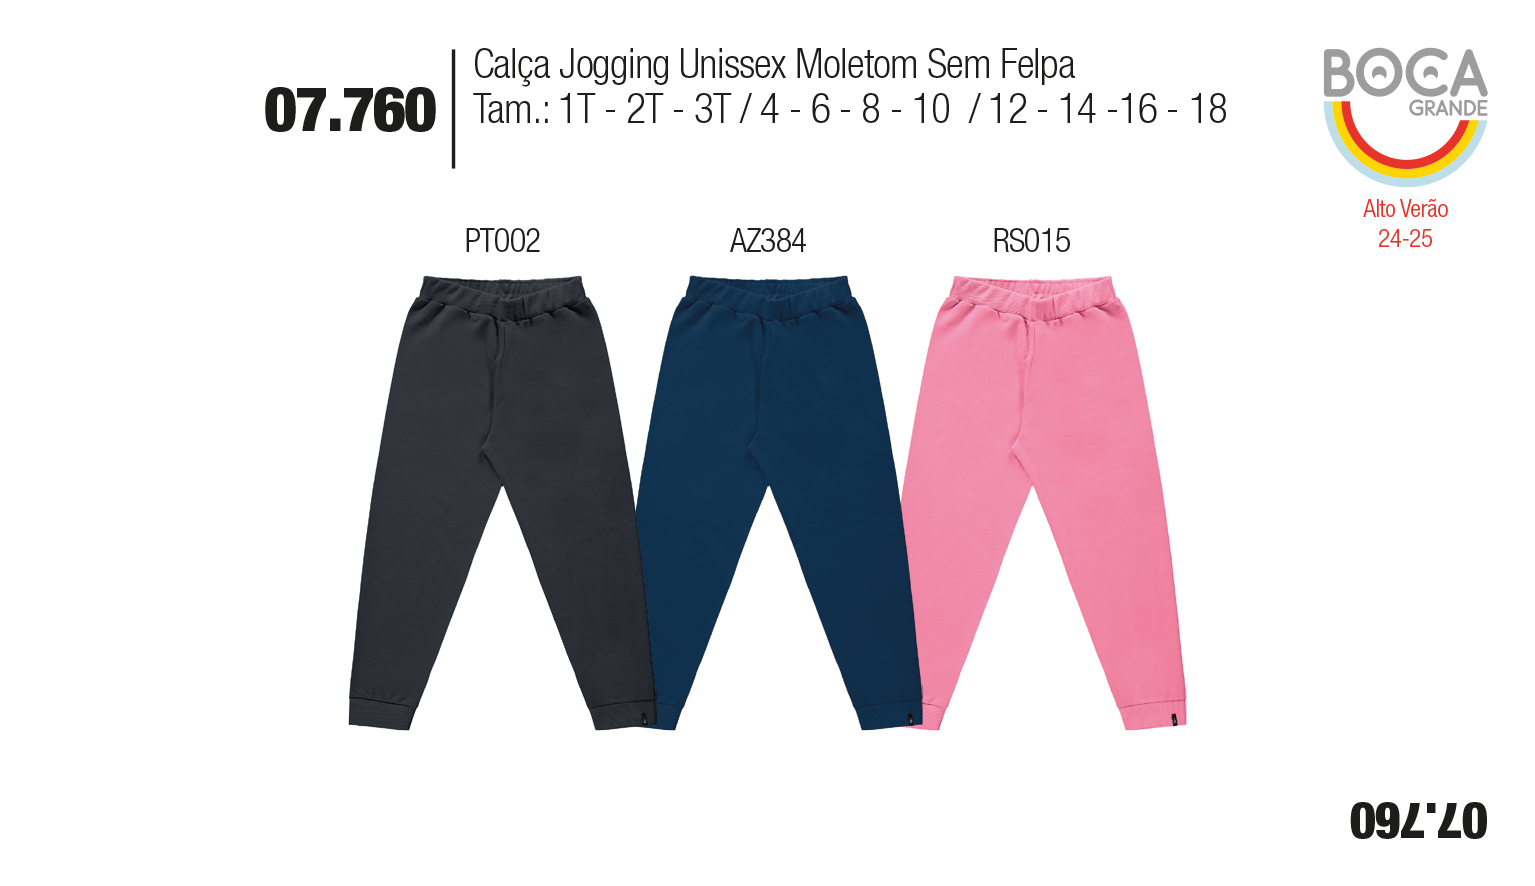 07.760
Calça Jogging Unissex Moletom Sem Felpa
Tam.: 1T - 2T - 3T / 4 - 6 - 8 - 10 / 12 - 14 -16 - 18
BOCA
GRANDE
Alto Verão
24-25
PT002
AZ384
RS015
07.760